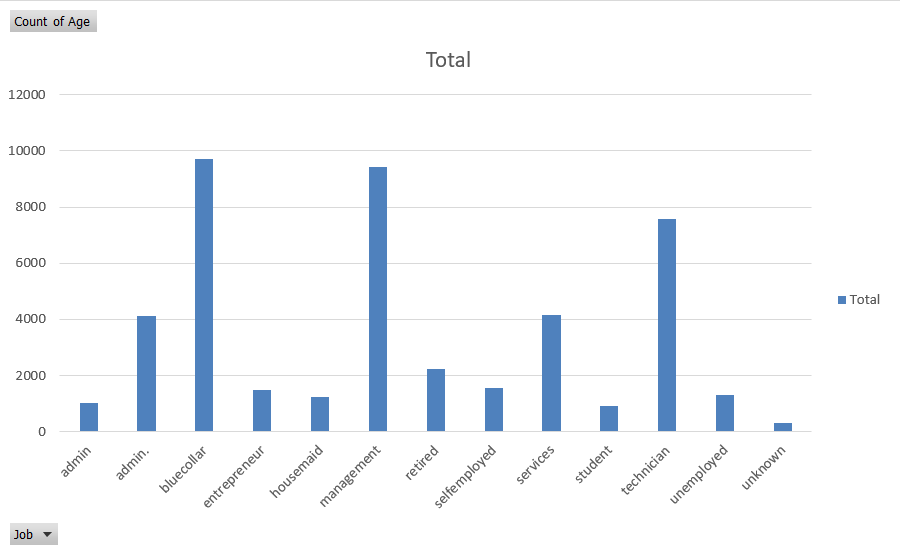 Count of Age
Total
12000
10000
8000
6000
4000
2000
0
Total
admin
admin.
bluecollar
entrepreneur
housemaid
management
retired
selfemployed
services
student
technician
unemployed
unknown
Job